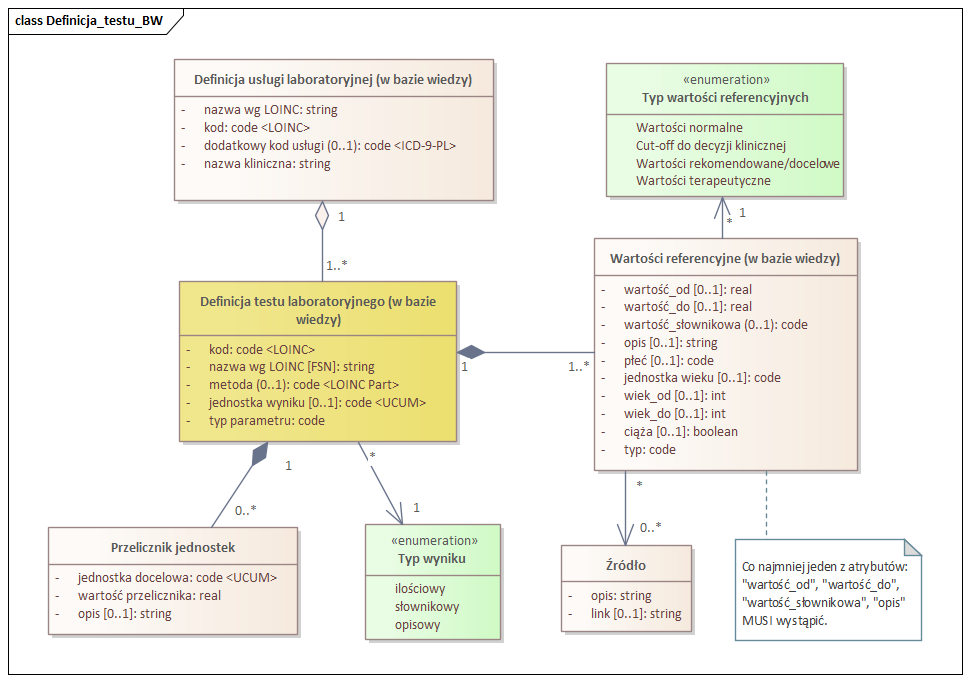 class Definicja_testu_BW
Definicja usługi laboratoryjnej (w bazie wiedzy)
- nazwa wg LOINC: string
- kod: code <LOINC>
- dodatkowy kod usługi (0..1): code <ICD-9-PL>
- nazwa kliniczna: string
«enumeration»
Typ wartości referencyjnych
Wartości normalne
Cut-off do decyzji klinicznej
Wartości rekomendowane/docelowe
Wartości terapeutyczne
1
1..*
1
*
Definicja testu laboratoryjnego (w bazie
wiedzy)
- kod: code <LOINC>
- nazwa wg LOINC [FSN]: string
- metoda (0..1): code <LOINC Part>
- jednostka wyniku [0..1]: code <UCUM>
- typ parametru: code
1
1..*
Wartości referencyjne (w bazie wiedzy)
- wartość_od [0..1]: real
- wartość_do [0..1]: real
- wartość_słownikowa (0..1): code
- opis [0..1]: string
- płeć [0..1]: code
- jednostka wieku [0..1]: code
- wiek_od [0..1]: int
- wiek_do [0..1]: int
- ciąża [0..1]: boolean
- typ: code
1
0..*
*
1
*
0..*
Przelicznik jednostek
- jednostka docelowa: code <UCUM>
- wartość przelicznika: real
- opis [0..1]: string
«enumeration»
Typ wyniku
ilościowy
słownikowy
opisowy
Źródło
- opis: string
- link [0..1]: string
Co najmniej jeden z atrybutów:
"wartość_od", "wartość_do",
"wartość_słownikowa", "opis"
MUSI wystąpić.